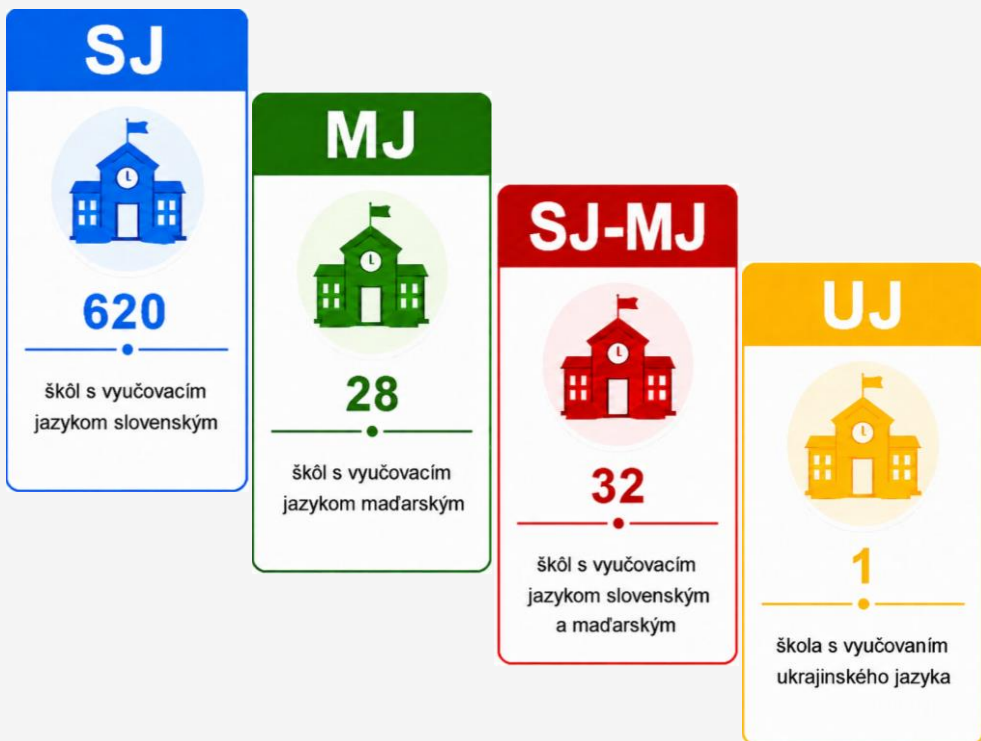 SJ
620
škôl s vyučovacím
jazykom slovenským
MJ
28
škôl s vyučovacím
jazykom maďarským
SJ-MJ
32
škôl s vyučovacím
jazykom slovenským
a maďarským
UJ
1
škola s vyučovaním
ukrajinského jazyka